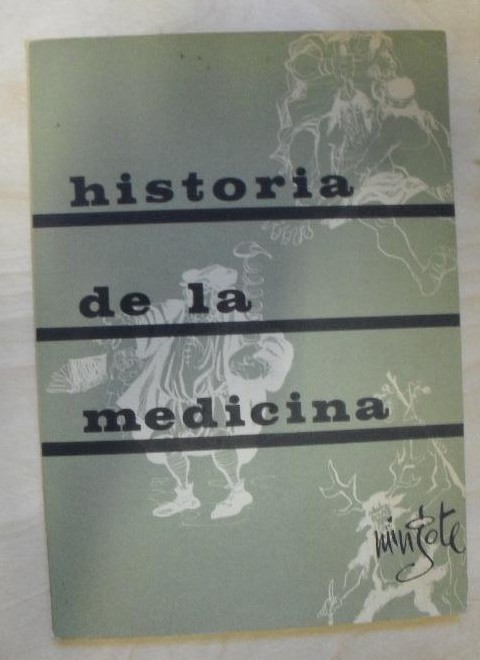 historia
de la
medicina
mingote